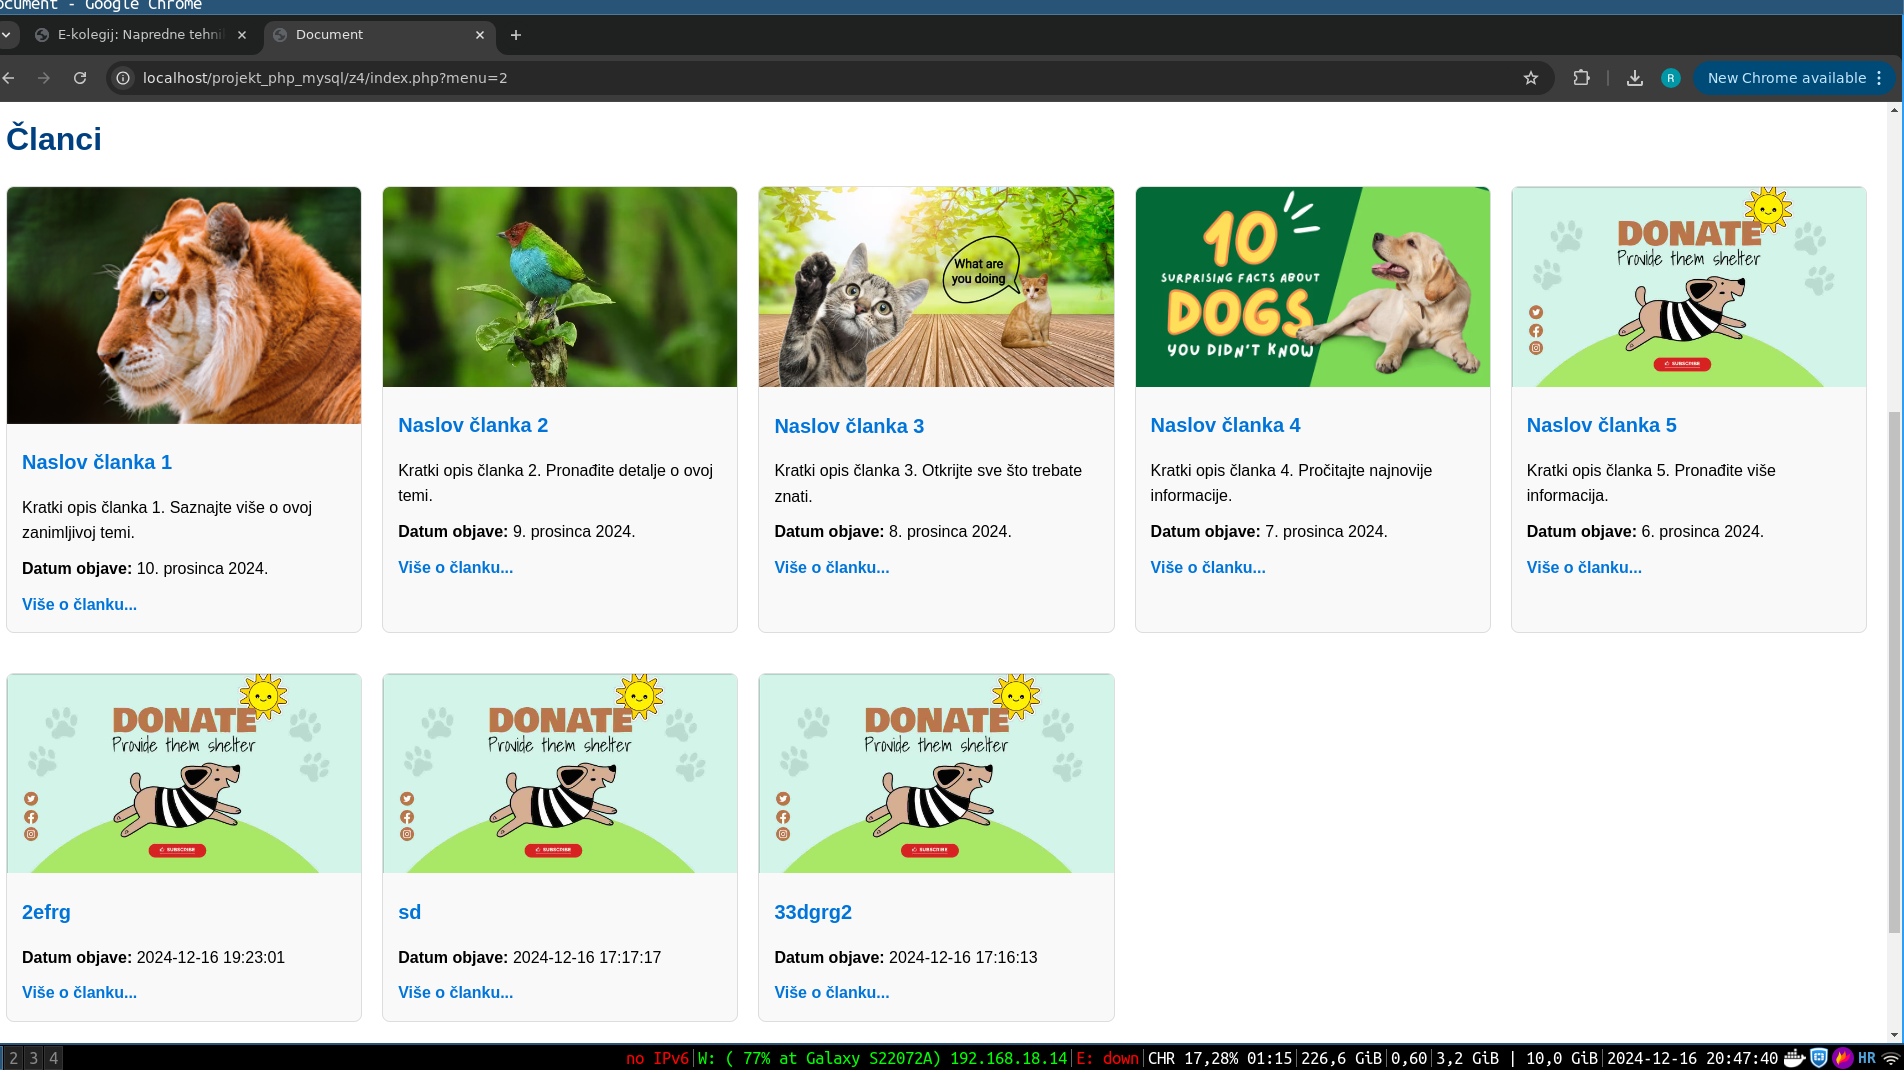 ocument - Google Chrome
E-kolegij: Napredne tehni
Document
localhost/projekt_php_mysql/z4/index.php?menu=2
R
New Chrome available
Članci
What are
you doing
10
SURPRISING FACTS ABOUT
DOGS
YOU DIDN'T KNOW
DONATE
Provide them shelter
SUBSCRIBE
Naslov članka 1
Kratki opis članka 1. Saznajte više o ovoj
zanimljivoj temi.
Datum objave: 10. prosinca 2024.
Više o članku...
Naslov članka 2
Kratki opis članka 2. Pronađite detalje o ovoj
temi.
Datum objave: 9. prosinca 2024.
Više o članku...
Naslov članka 3
Kratki opis članka 3. Otkrijte sve što trebate
znati.
Datum objave: 8. prosinca 2024.
Više o članku...
Naslov članka 4
Kratki opis članka 4. Pročitajte najnovije
informacije.
Datum objave: 7. prosinca 2024.
Više o članku...
Naslov članka 5
Kratki opis članka 5. Pronađite više
informacija.
Datum objave: 6. prosinca 2024.
Više o članku...
DONATE
Provide them shelter
SUBSCRIBE
2efrg
Datum objave: 2024-12-16 19:23:01
Više o članku...
DONATE
Provide them shelter
SUBSCRIBE
sd
Datum objave: 2024-12-16 17:17:17
Više o članku...
DONATE
Provide them shelter
SUBSCRIBE
33dgrg2
Datum objave: 2024-12-16 17:16:13
Više o članku...
2 3 4
no IPv6|W: ( 77% at Galaxy S22072A) 192.168.18.14|E: down|CHR 17,28% 01:15|226,6 GiB|0,60|3,2 GiB | 10,0 GiB|2024-12-16 20:47:40 HR